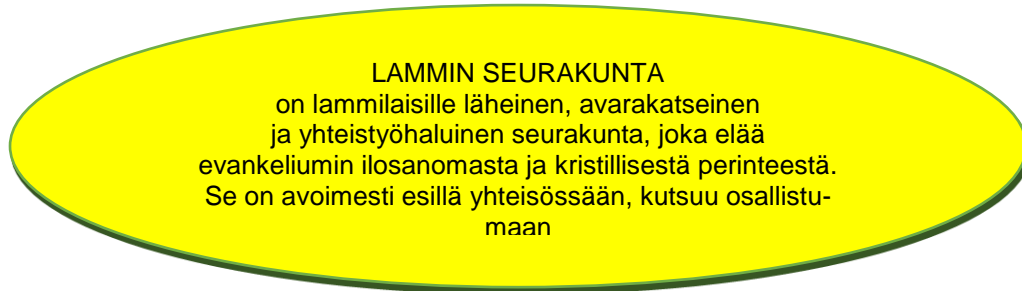 LAMMIN SEURAKUNTA
on lammilaisille läheinen, avarakatseinen
ja yhteistyöhaluinen seurakunta, joka elää
evankeliumin ilosanomasta ja kristillisestä perinteestä.
Se on avoimesti esillä yhteisössään, kutsuu osallistu-
maan